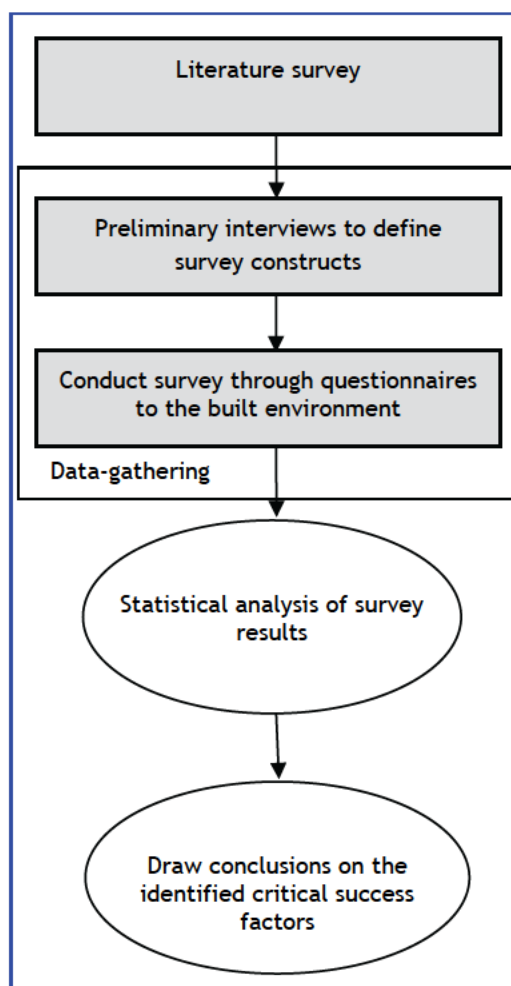 Literature survey
Preliminary interviews to define
survey constructs
Conduct survey through questionnaires
to the built environment
Data-gathering
Statistical analysis of survey
results
Draw conclusions on the
identified critical success
factors